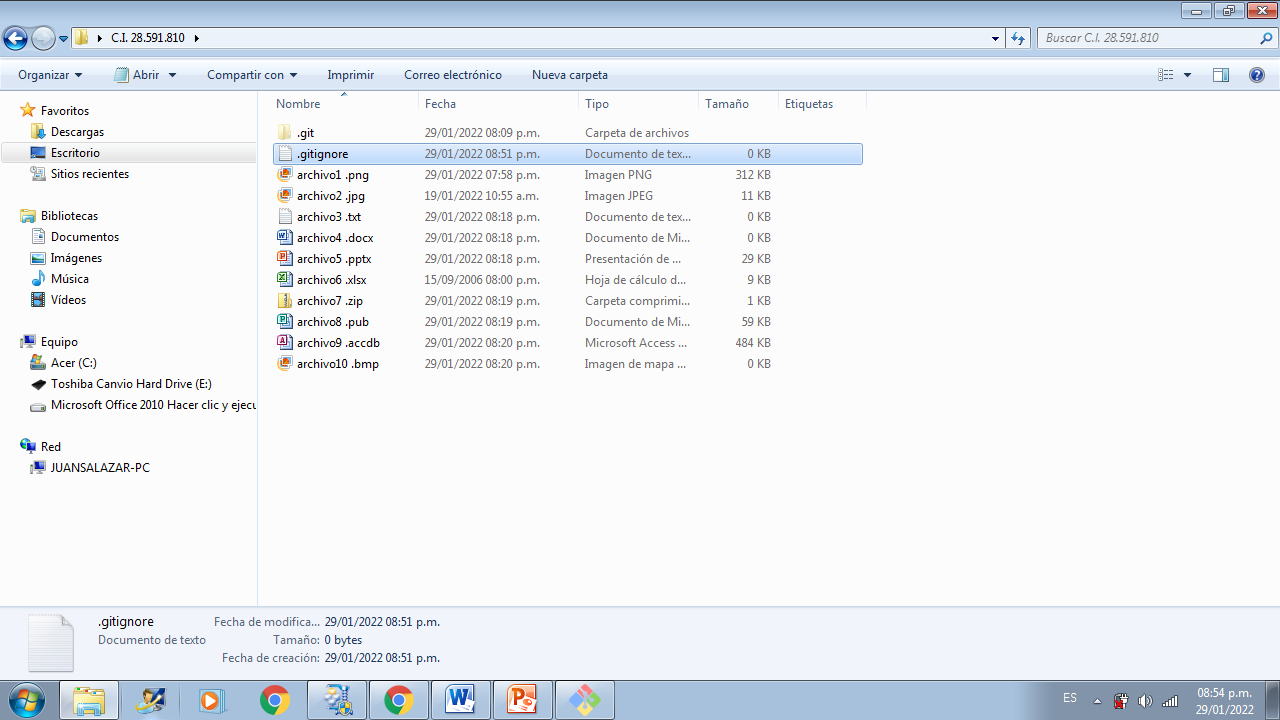 C.I. 28.591.810
Buscar C.I. 28.591.810
Organizar Abrir Compartir con Imprimir Correo electrónico Nueva carpeta
Favoritos
Descargas
Escritorio
Sitios recientes
Bibliotecas
Documentos
Imágenes
Música
Vídeos
Equipo
Acer (C:)
Toshiba Canvio Hard Drive (E:)
Microsoft Office 2010 Hacer clic y ejecu
Red
JUANSALAZAR-PC
Nombre Fecha Tipo Tamaño Etiquetas
.git 29/01/2022 08:09 p.m. Carpeta de archivos
.gitignore 29/01/2022 08:51 p.m. Documento de tex... 0 KB
archivo1 .png 29/01/2022 07:58 p.m. Imagen PNG 312 KB
archivo2 .jpg 19/01/2022 10:55 a.m. Imagen JPEG 11 KB
archivo3 .txt 29/01/2022 08:18 p.m. Documento de tex... 0 KB
archivo4 .docx 29/01/2022 08:18 p.m. Documento de Mi... 0 KB
archivo5 .pptx 29/01/2022 08:18 p.m. Presentación de ... 29 KB
archivo6 .xlsx 15/09/2006 08:00 p.m. Hoja de cálculo d... 9 KB
archivo7 .zip 29/01/2022 08:19 p.m. Carpeta comprimi... 1 KB
archivo8 .pub 29/01/2022 08:19 p.m. Documento de Mi... 59 KB
archivo9 .accdb 29/01/2022 08:20 p.m. Microsoft Access ... 484 KB
archivo10 .bmp 29/01/2022 08:20 p.m. Imagen de mapa ... 0 KB
.gitignore Fecha de modifica... 29/01/2022 08:51 p.m.
Documento de texto Tamaño: 0 bytes
Fecha de creación: 29/01/2022 08:51 p.m.
ES
08:54 p.m.
29/01/2022